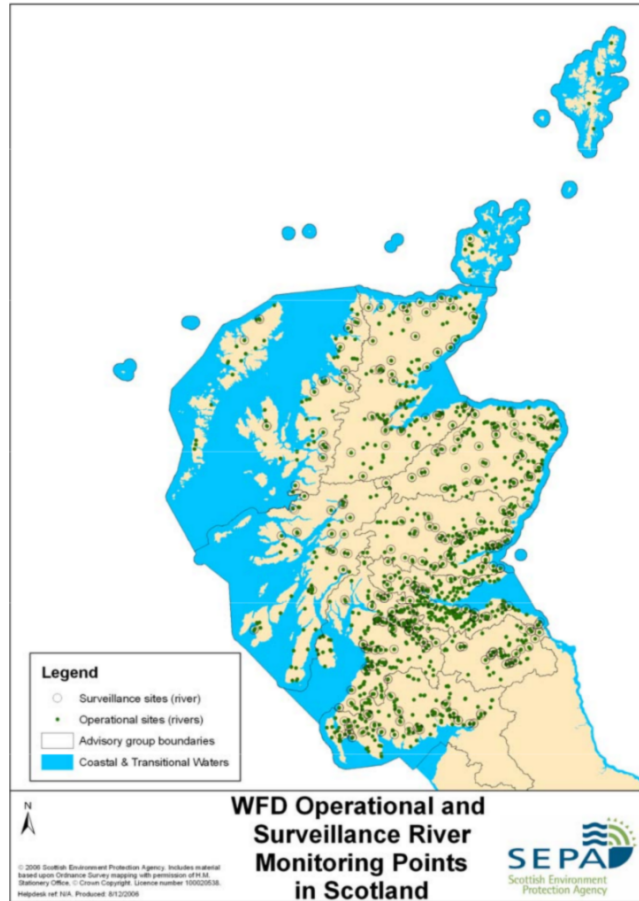 Legend
Surveillance sites (river)
Operational sites (rivers)
Advisory group boundaries
Coastal & Transitional Waters
N
© 2006 Scottish Environment Protection Agency. Includes material
based upon Ordnance Survey mapping with permission of H.M.
Stationery Office, © Crown Copyright. Licence number 100020538.
Helpdesk ref: N/A. Produced: 8/12/2006
WFD Operational and
Surveillance River
Monitoring Points
in Scotland
SEPA
Scottish Environment
Protection Agency